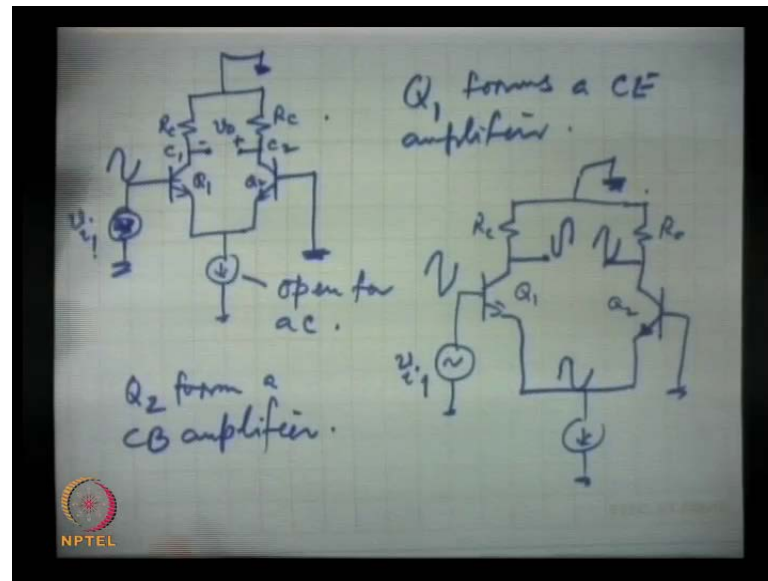 Rc
Rc
vo
- +
C1
C2
Q1
Q2
vi1
open for
ac.
Q2 form a
CB amplifier.
Q1 forms a CE
amplifier.
Rc
Rc
Q1
Q2
vi1
NPTEL